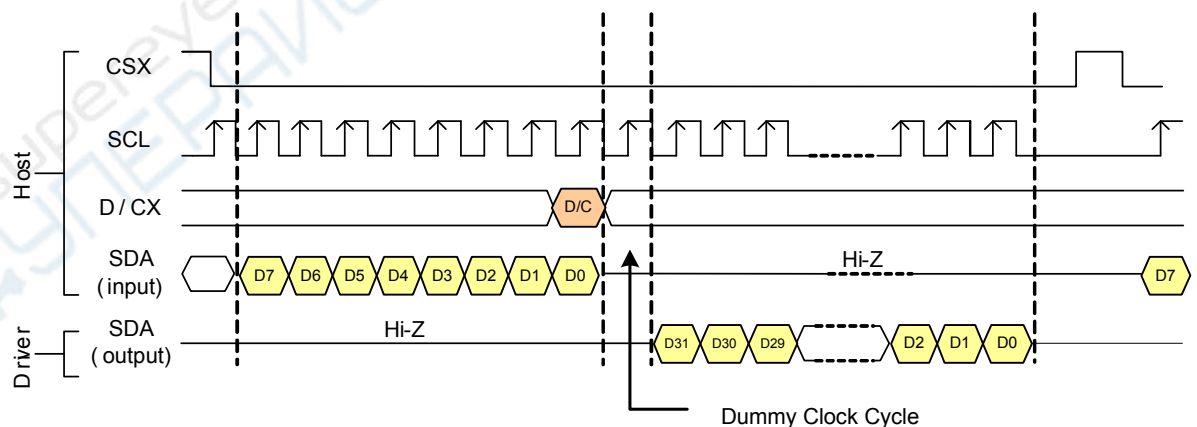 CSX
SCL
D / CX
D/C
SDA
(input)
D7 D6 D5 D4 D3 D2 D1 D0
Hi-Z
D7
SDA
(output)
Hi-Z
D31 D30 D29
D2 D1 D0
Host
Driver
Dummy Clock Cycle